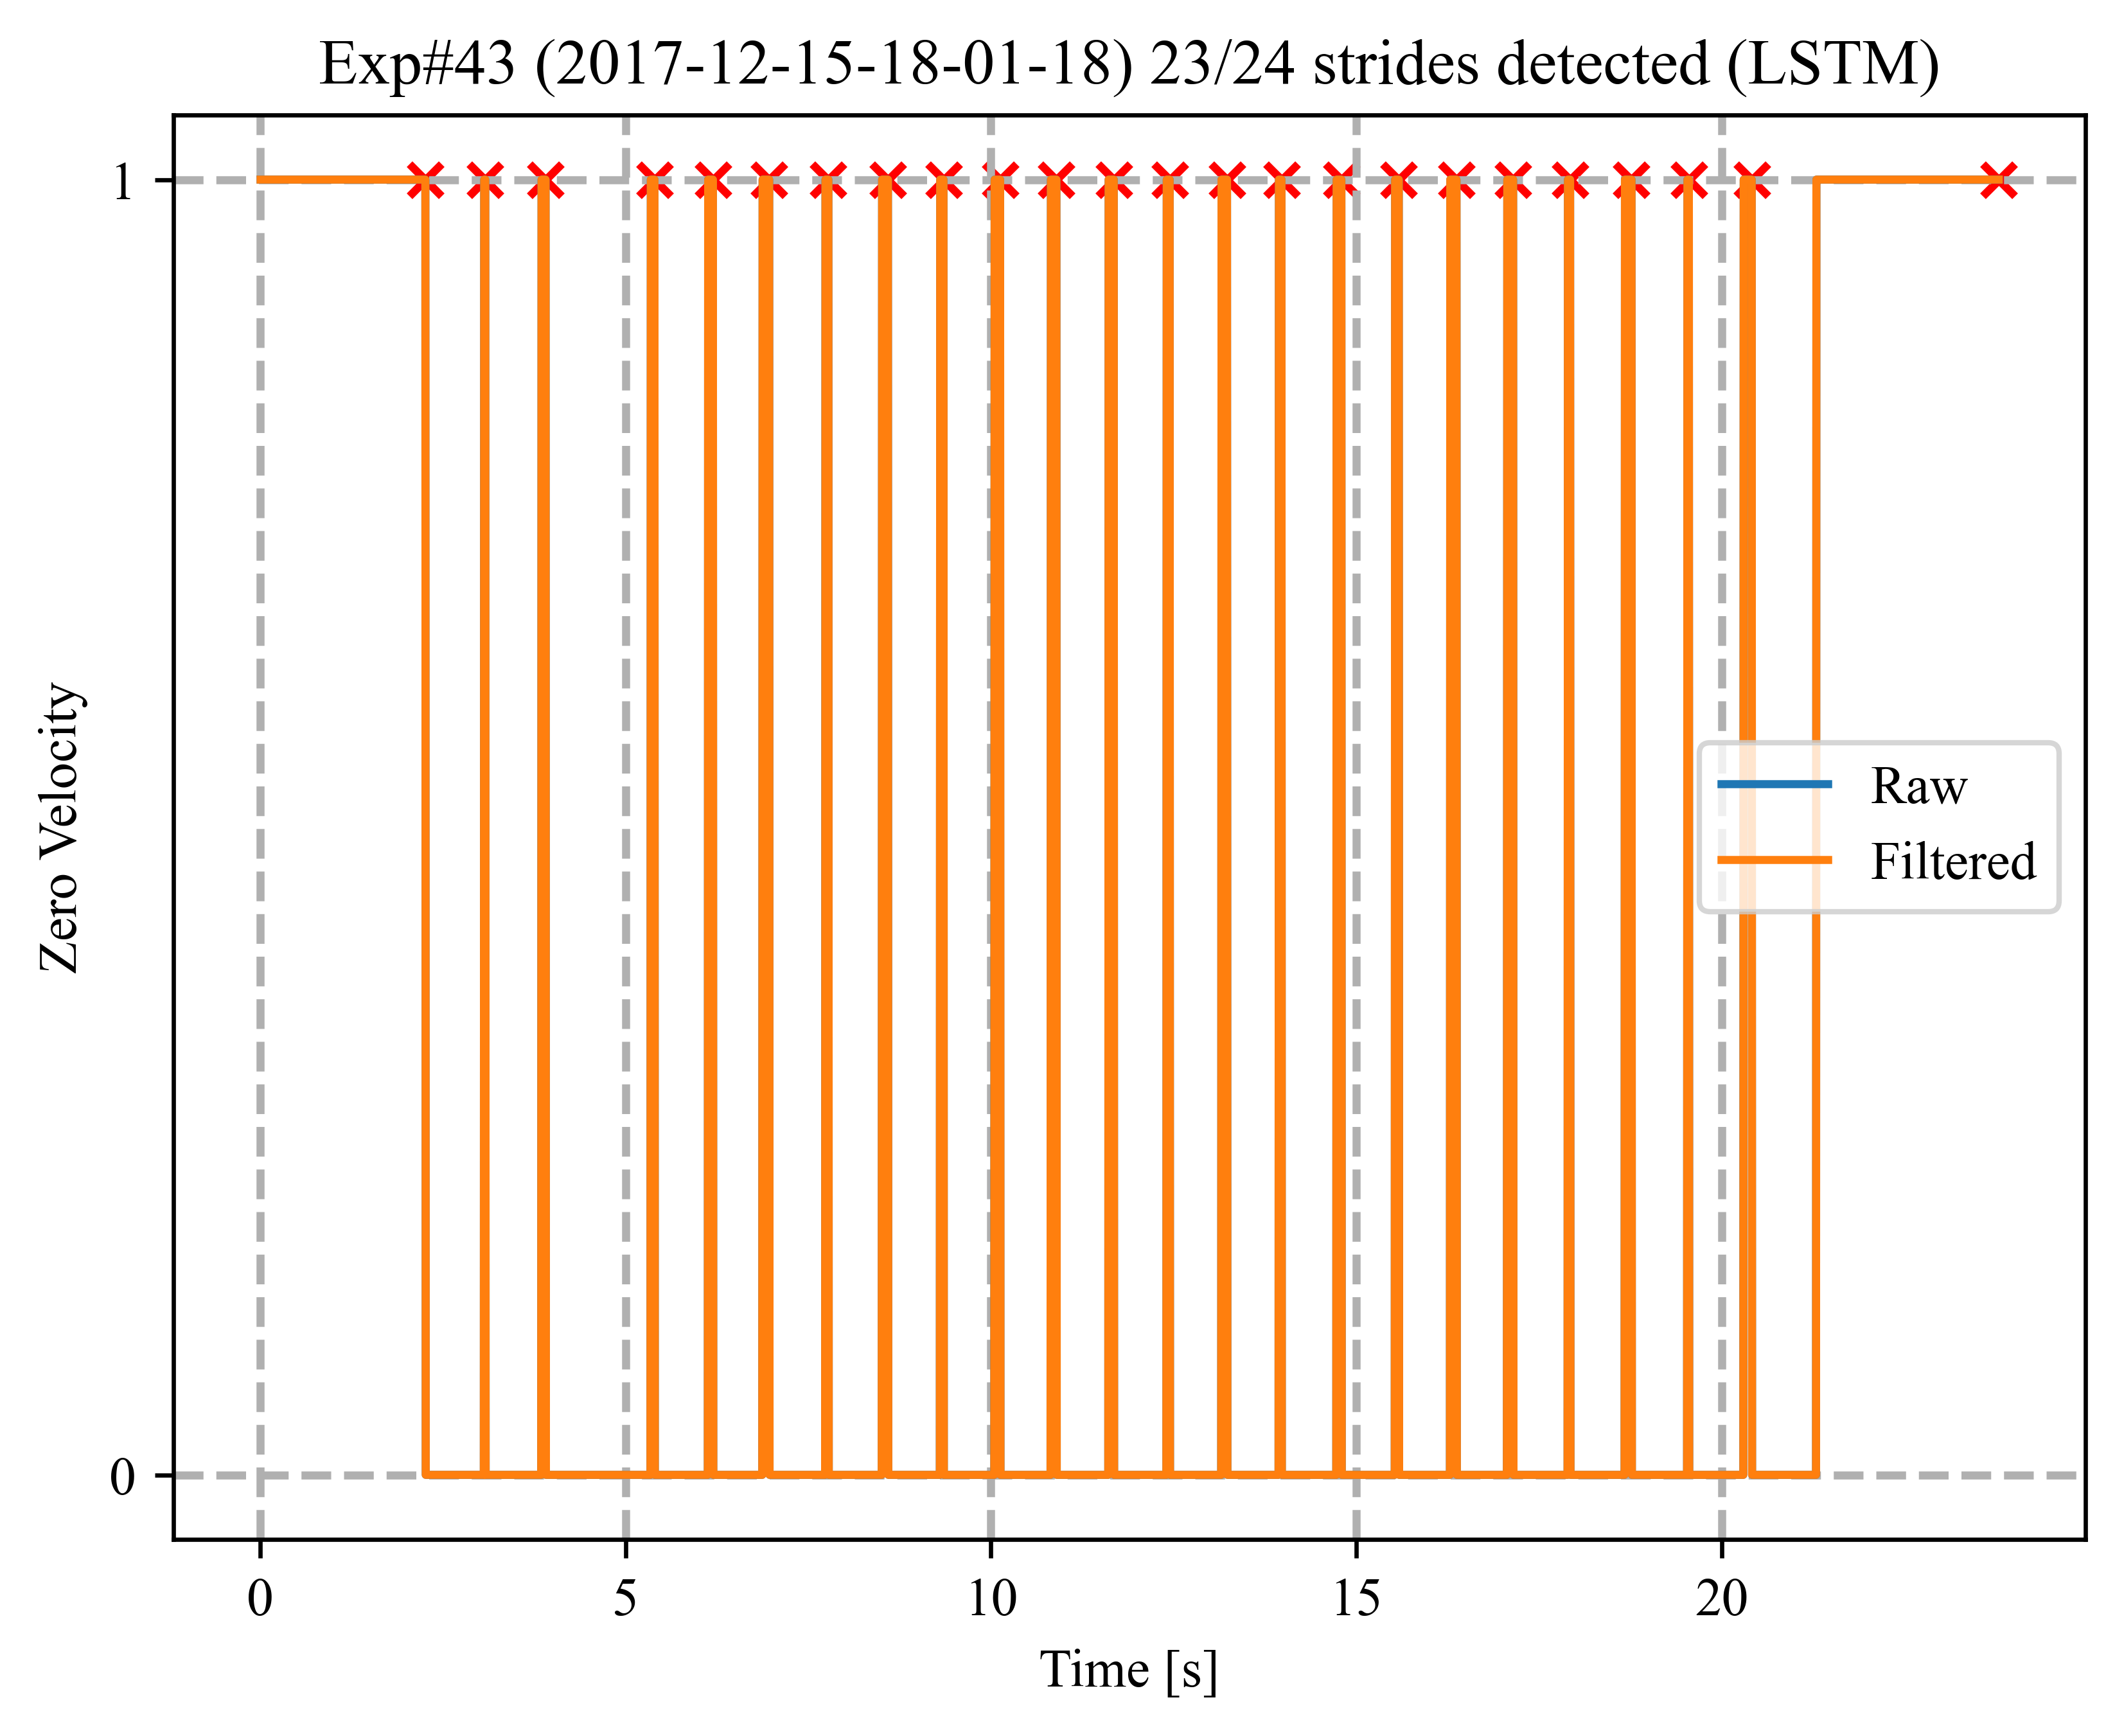 Exp#43 (2017-12-15-18-01-18) 23/24 strides detected (LSTM)
1
Zero Velocity
Raw
Filtered
0
0 5 10 15 20
Time [s]